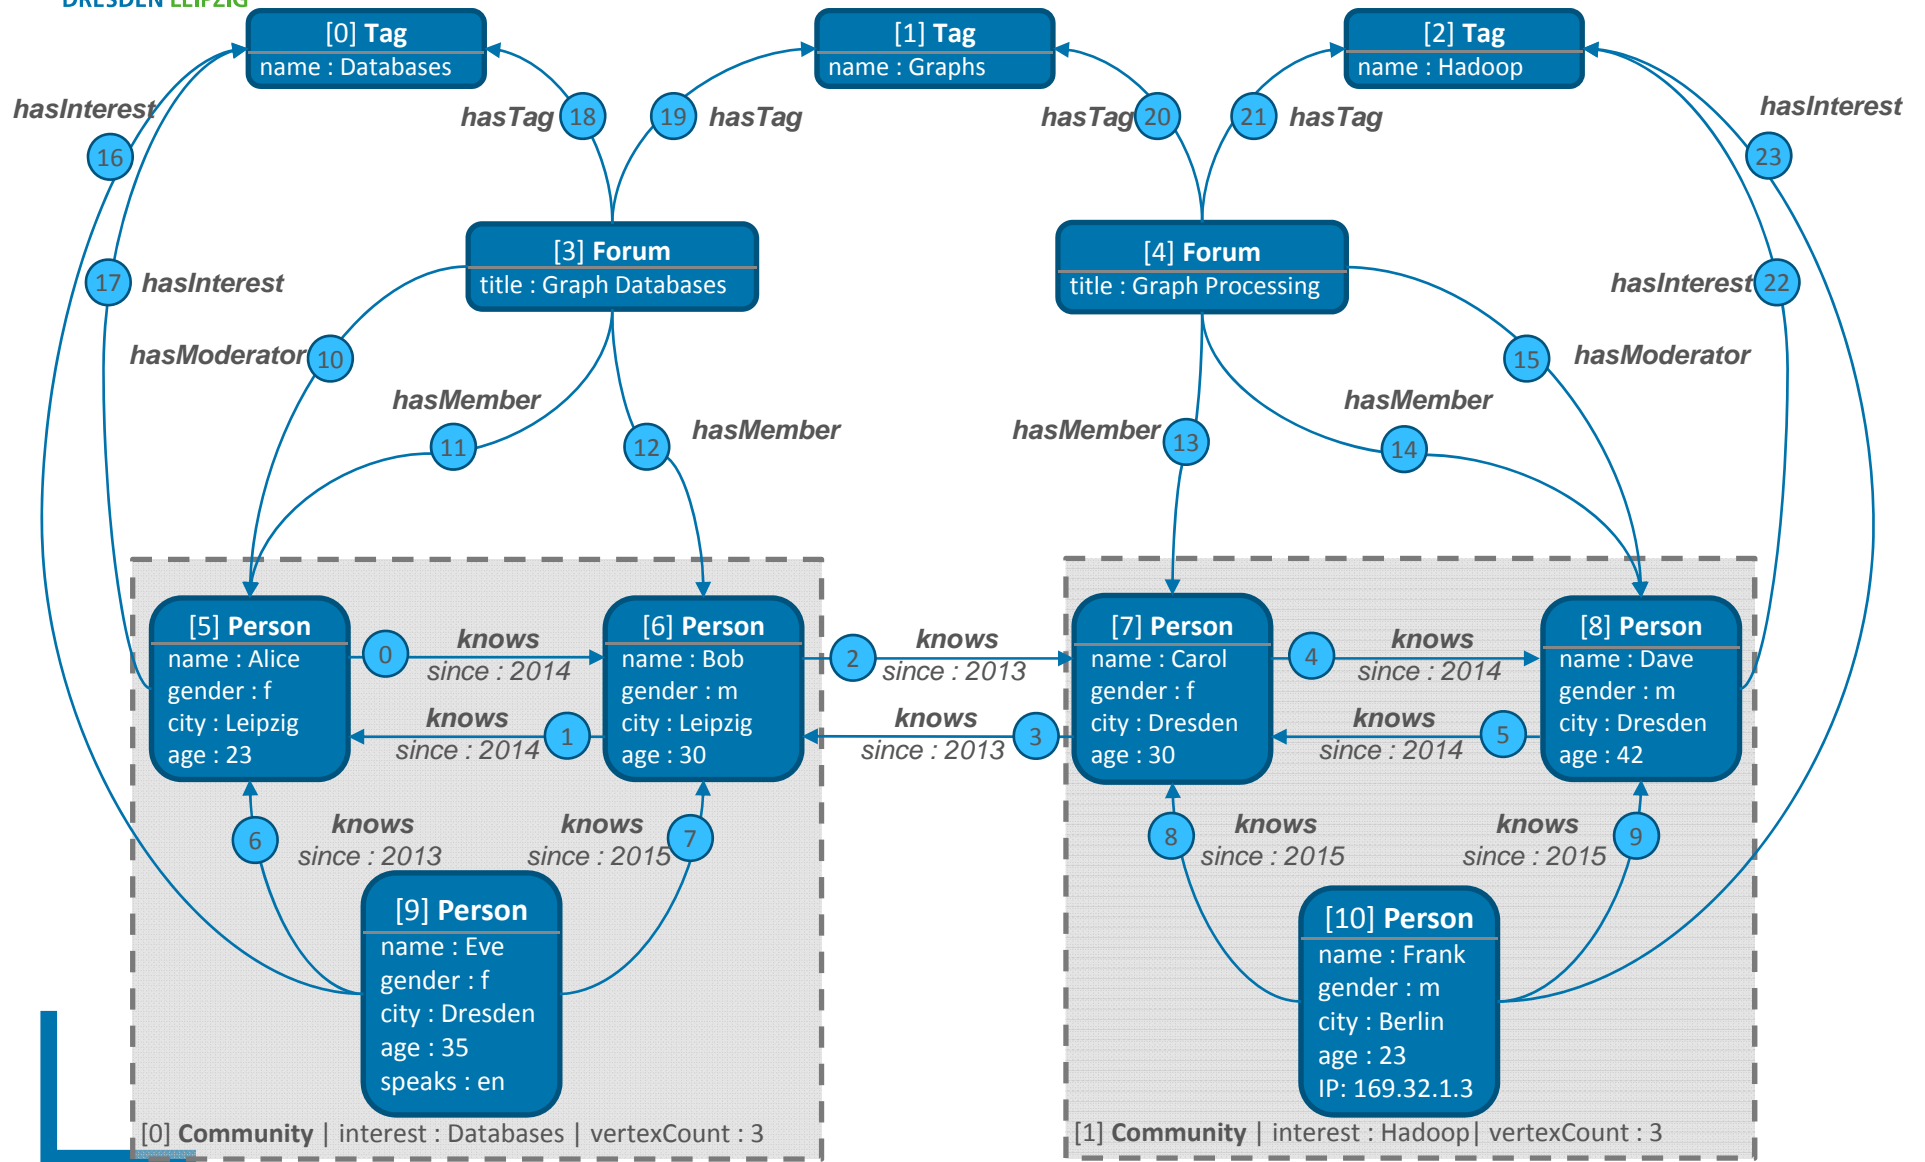 DRESDEN LEIPZIG
[0] Tag
name : Databases
[1] Tag
name : Graphs
[2] Tag
name : Hadoop
hasInterest
16
hasTag
18
19
hasTag
hasTag
20
21
hasTag
hasInterest
23
[3] Forum
title : Graph Databases
[4] Forum
title : Graph Processing
17
hasInterest
hasInterest
22
hasModerator
10
15
hasModerator
hasMember
11
12
hasMember
hasMember
13
hasMember
14
[5] Person
name : Alice
gender : f
city : Leipzig
age : 23
0
knows
since : 2014
knows
since : 2014
1
[6] Person
name : Bob
gender : m
city : Leipzig
age : 30
2
knows
since : 2013
knows
since : 2013
3
[7] Person
name : Carol
gender : f
city : Dresden
age : 30
4
knows
since : 2014
knows
since : 2014
5
[8] Person
name : Dave
gender : m
city : Dresden
age : 42
6
knows
since : 2013
knows
since : 2015
7
8
knows
since : 2015
knows
since : 2015
9
[9] Person
name : Eve
gender : f
city : Dresden
age : 35
speaks : en
[10] Person
name : Frank
gender : m
city : Berlin
age : 23
IP: 169.32.1.3
[0] Community | interest : Databases | vertexCount : 3
[1] Community | interest : Hadoop| vertexCount : 3